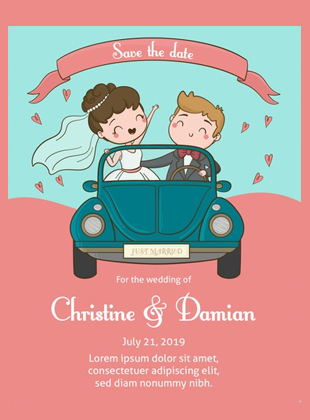 Save the date
JUST MARRIED
For the wedding of
Christine & Damian
July 21, 2019
Lorem ipsum dolor sit amet,
consectetuer adipiscing elit,
sed diam nonummy nibh.